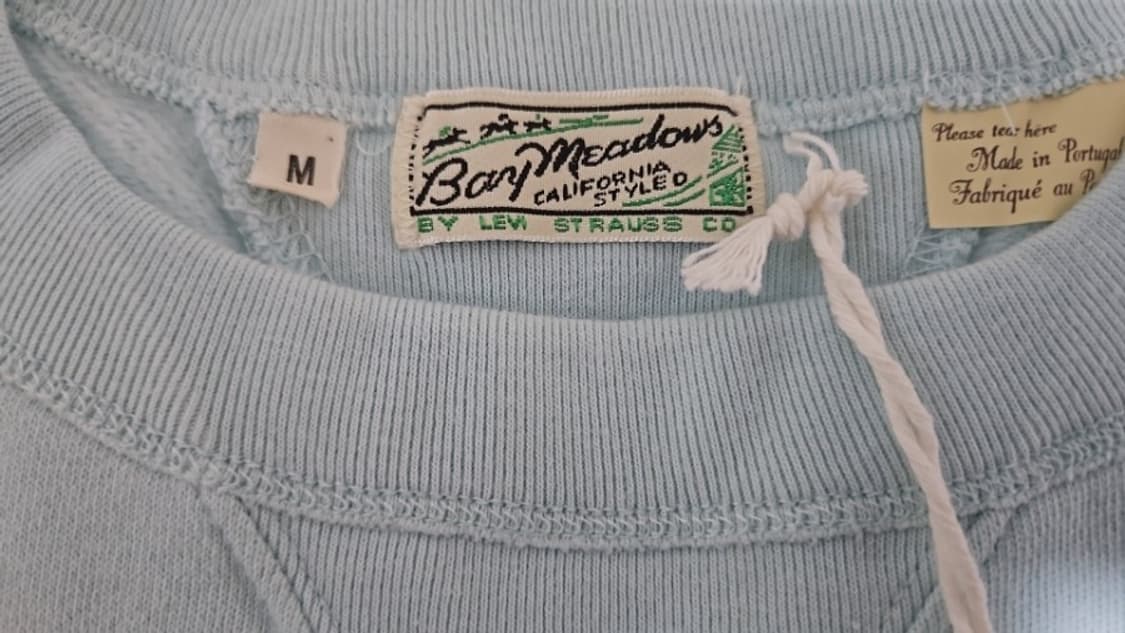 M
Bay Meadows
CALIFORNIA
STYLED
BY LEVI STRAUSS CO
Please tear here
Made in Portugal
Fabriqué au